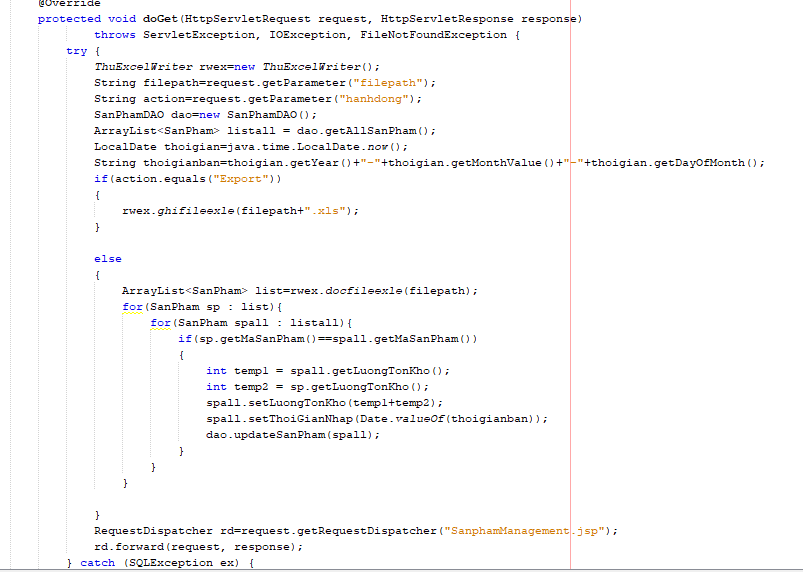 @Override
protected void doGet(HttpServletRequest request, HttpServletResponse response)
throws ServletException, IOException, FileNotFoundException {
try {
ThuExcelWriter rwex=new ThuExcelWriter();
String filepath=request.getParameter("filepath");
String action=request.getParameter("hanhdong");
SanPhamDAO dao=new SanPhamDAO();
ArrayList<SanPham> listall = dao.getAllSanPham();
LocalDate thoigian=java.time.LocalDate.now();
String thoigianban=thoigian.getYear()+"-"+thoigian.getMonthValue()+"-"+thoigian.getDayOfMonth();
if(action.equals("Export"))
{
rwex.ghifileexle(filepath+".xls");
}
else
{
ArrayList<SanPham> list=rwex.docfileexle(filepath);
for(SanPham sp : list){
for(SanPham spall : listall){
if(sp.getMaSanPham()==spall.getMaSanPham())
{
int temp1 = spall.getLuongTonKho();
int temp2 = sp.getLuongTonKho();
spall.setLuongTonKho(temp1+temp2);
spall.setThoiGianNhap(Date.valueOf(thoigianban));
dao.updateSanPham(spall);
}
}
}
}
RequestDispatcher rd=request.getRequestDispatcher("SanphamManagement.jsp");
rd.forward(request, response);
} catch (SQLException ex) {